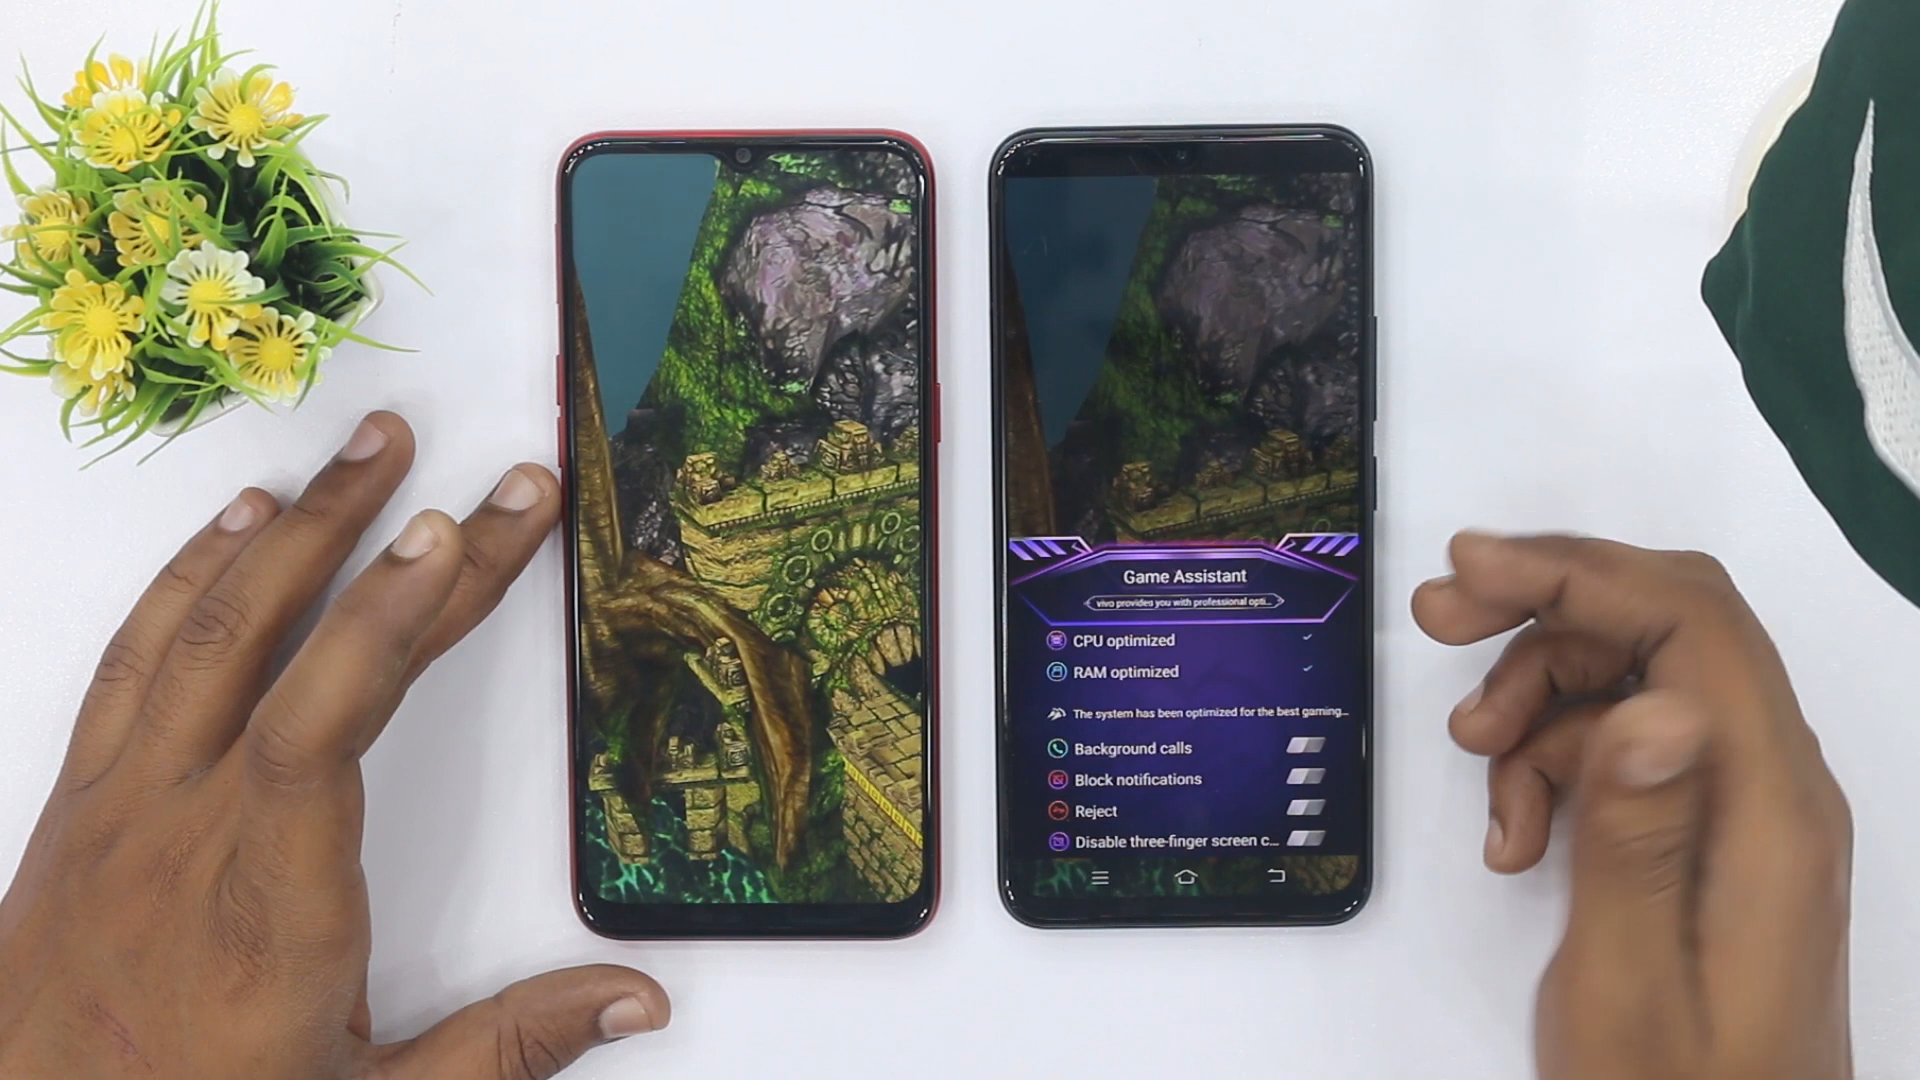 Game Assistant
vivo provides you with professional opti...
CPU optimized
RAM optimized
The system has been optimized for the best gaming...
Background calls
Block notifications
Reject
Disable three-finger screen c...